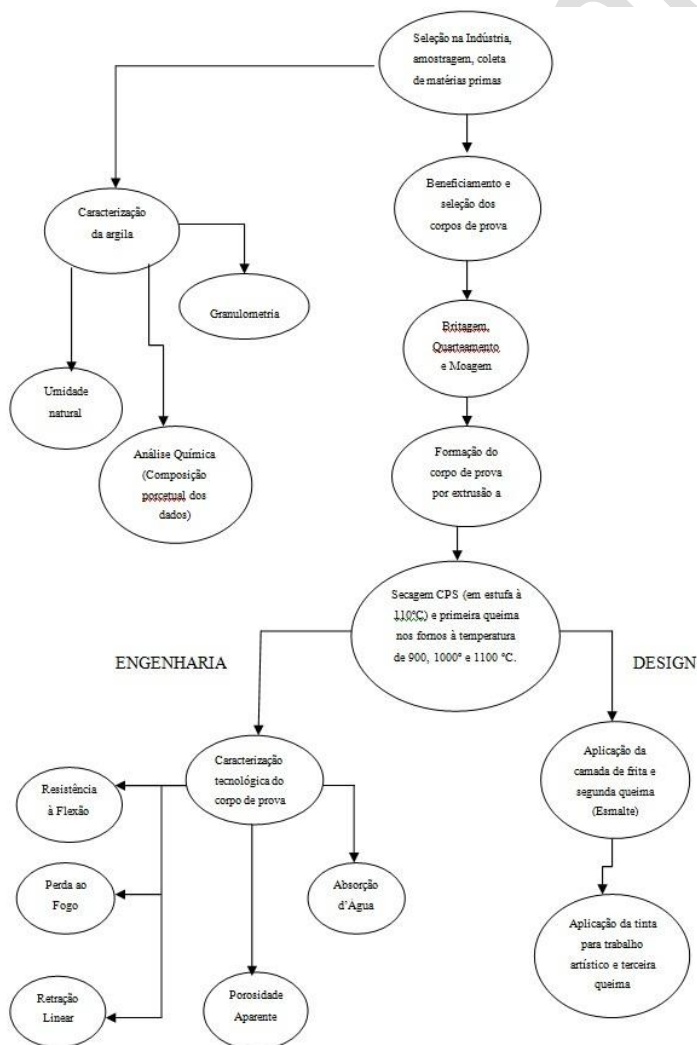 Seleção na Indústria,
amostragem, coleta
de matérias primas
Caracterização
da argila
Beneficiamento e
seleção dos
corpos de prova
Granulometria
Britagem,
Quarteamento
e Moagem
Umidade
natural
Análise Química
(Composição
porcetual dos
dados)
Formação do
corpo de prova
por extrusão a
Secagem CPS (em estufa à
110ºC) e primeira queima
nos fornos à temperatura
de 900, 1000º e 1100 ºC.
ENGENHARIA
DESIGN
Caracterização
tecnológica do
corpo de prova
Aplicação da
camada de frita e
segunda queima
(Esmalte)
Resistência
à Flexão
Perda ao
Fogo
Absorção
d'Água
Aplicação da tinta
para trabalho
artístico e terceira
queima
Retração
Linear
Porosidade
Aparente